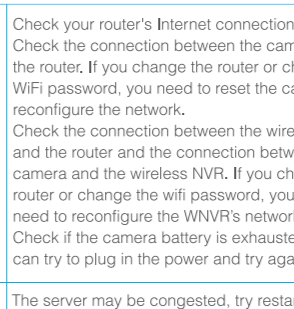 Check your router's Internet connection
Check the connection between the cam
the router. If you change the router or ch
WiFi password, you need to reset the ca
reconfigure the network.
Check the connection between the wire
and the router and the connection betw
camera and the wireless NVR. If you ch
router or change the wifi password, you
need to reconfigure the WNVR's networ
Check if the camera battery is exhauste
can try to plug in the power and try aga
The server may be congested, try resta